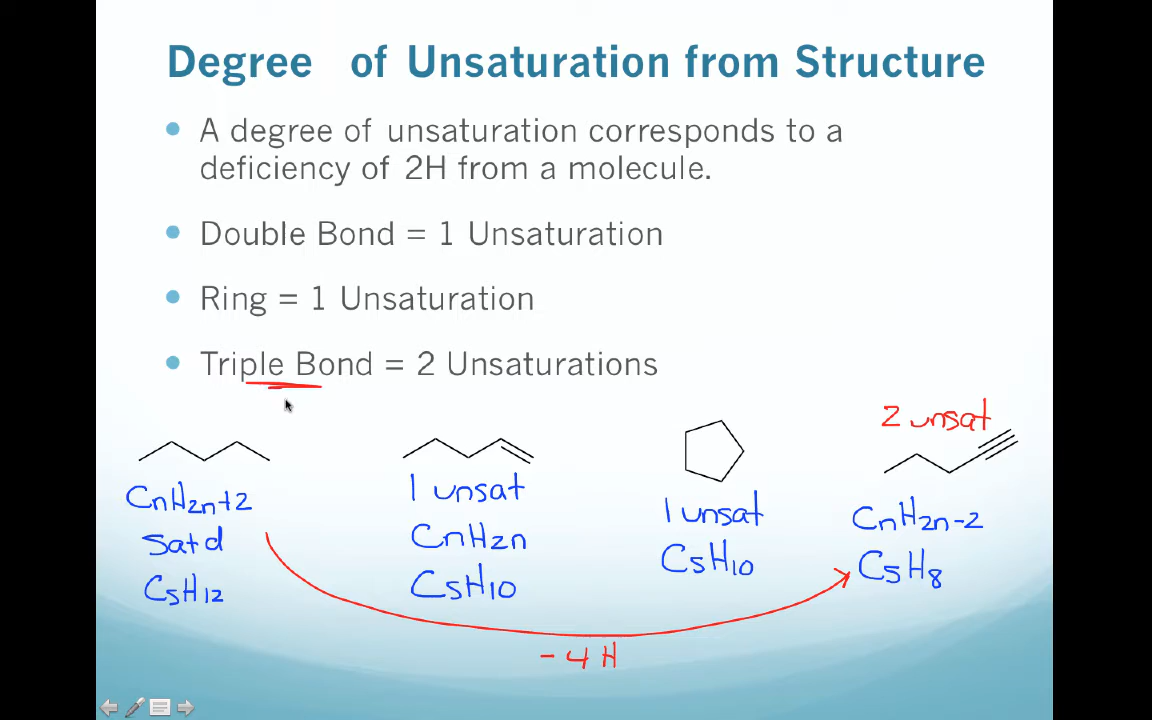 Degree of Unsaturation from Structure
• A degree of unsaturation corresponds to a
deficiency of 2H from a molecule.
• Double Bond = 1 Unsaturation
• Ring = 1 Unsaturation
• Triple Bond = 2 Unsaturations
2 unsat
CnH2n+2
Satd
C5H12
1 unsat
CnH2n
C5H10
1 unsat
C5H10
CnH2n-2
C5H8
- 4 H